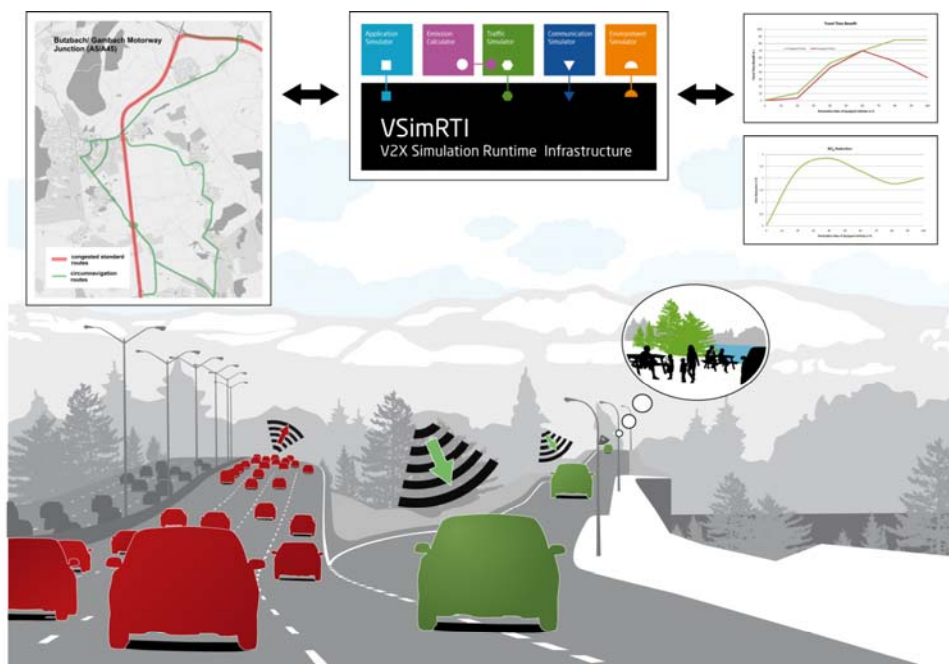 Butzbach/ Gambach Motorway
Junction (A5/A45)
congested standard
routes
circumnavigation
routes
Application
Simulator
Emission
Calculator
Traffic
Simulator
Communication
Simulator
Environment
Simulator
VSimRTI
V2X Simulation Runtime Infrastructure
Travel Time Benefit